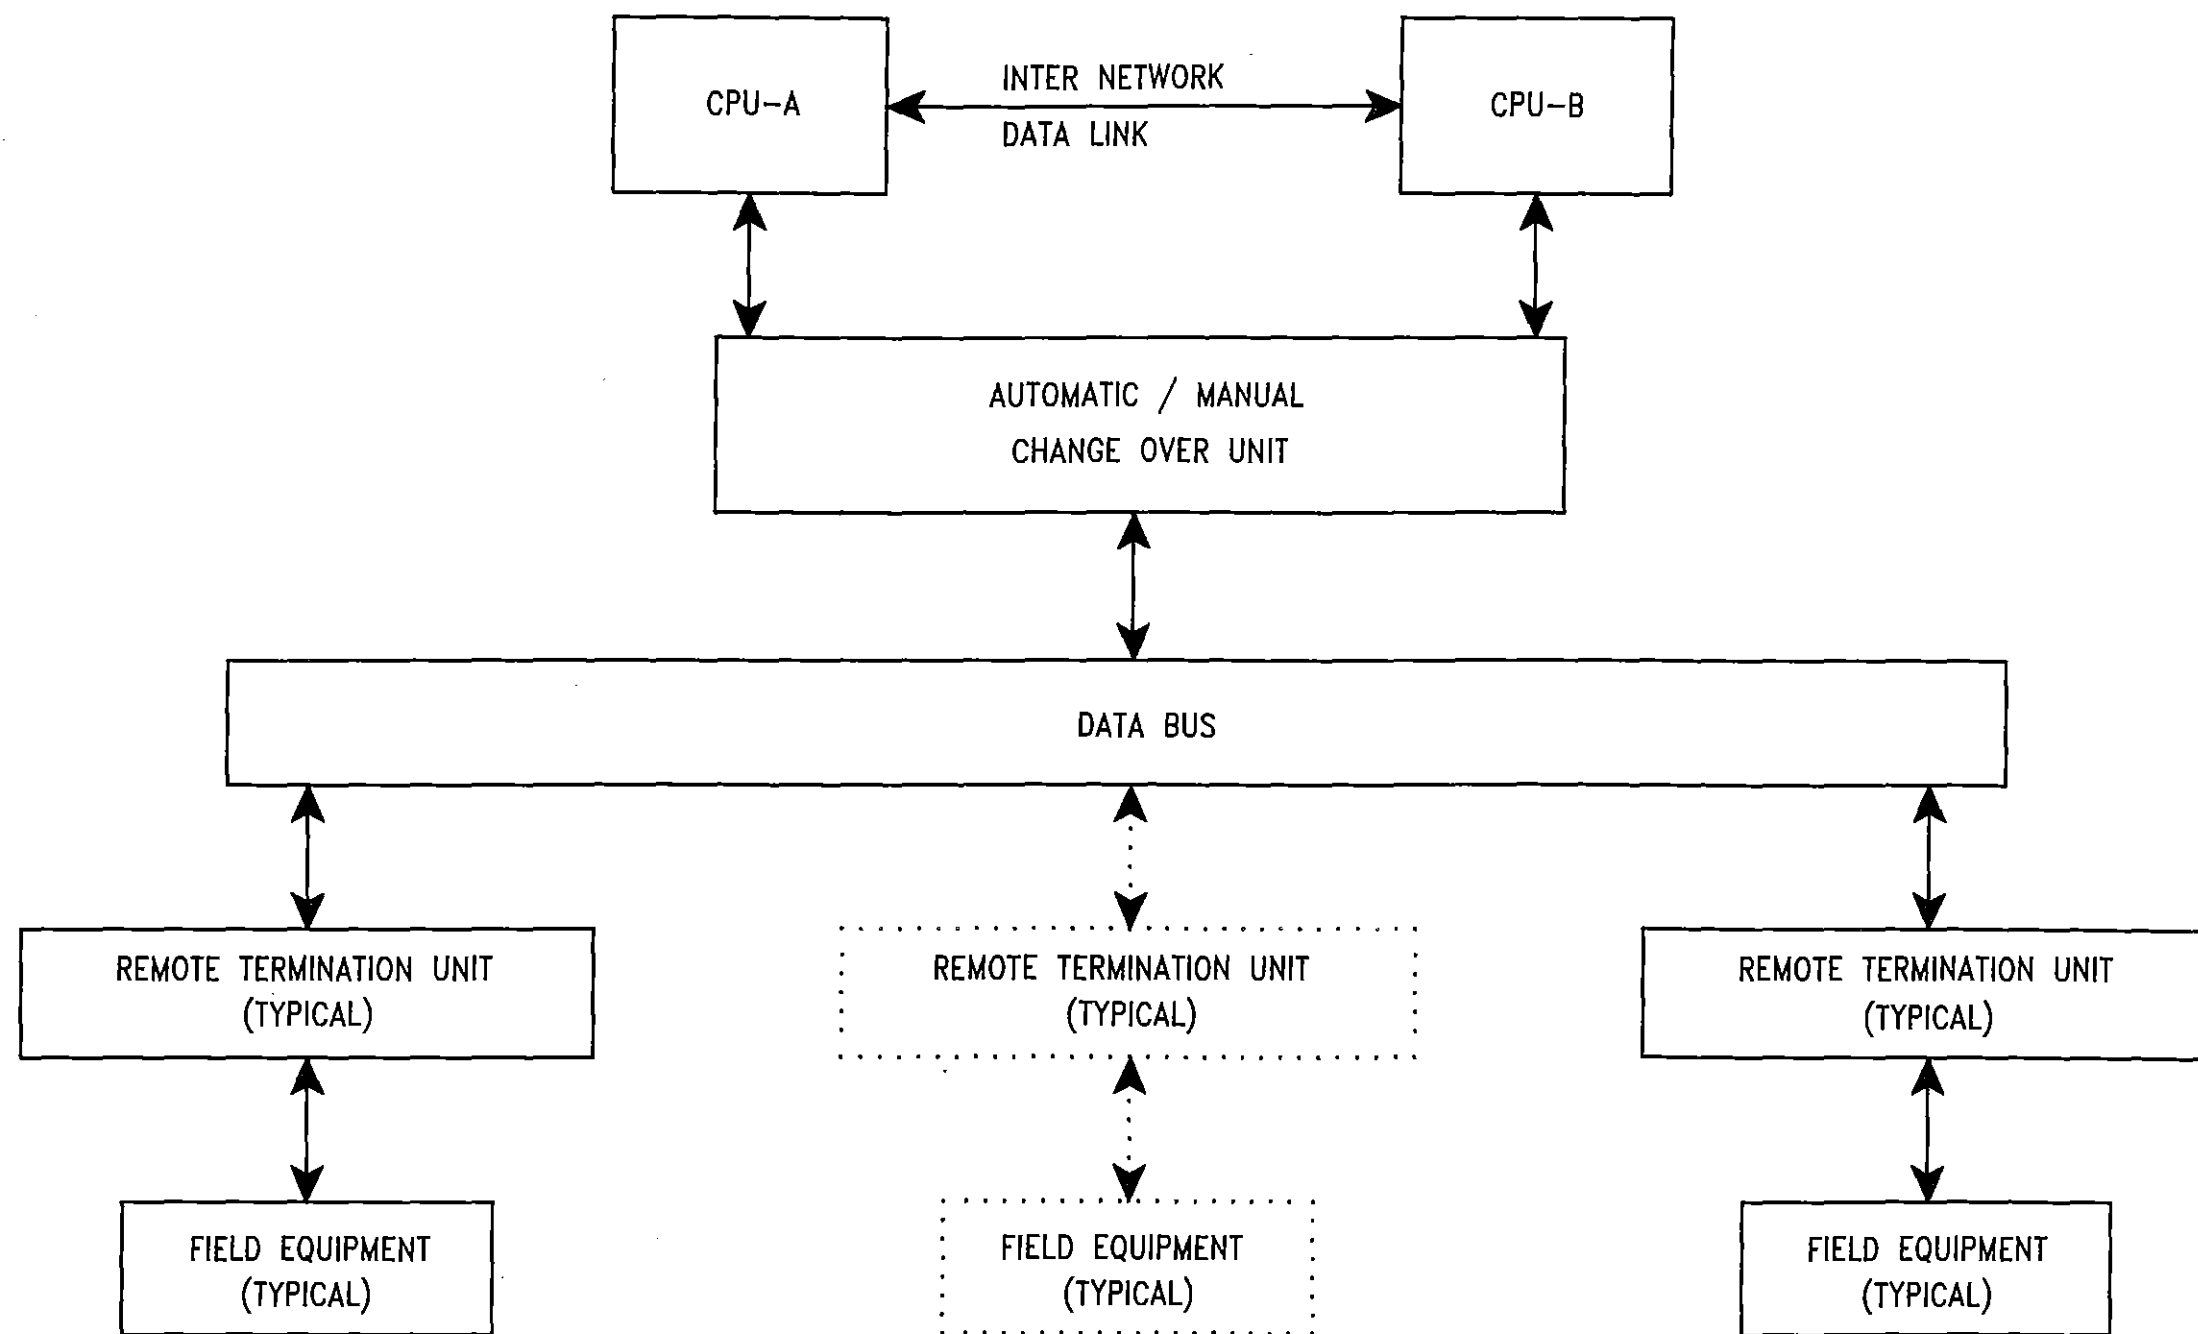 CPU-A
INTER NETWORK
DATA LINK
CPU-B
AUTOMATIC / MANUAL
CHANGE OVER UNIT
DATA BUS
REMOTE TERMINATION UNIT
(TYPICAL)
REMOTE TERMINATION UNIT
(TYPICAL)
REMOTE TERMINATION UNIT
(TYPICAL)
FIELD EQUIPMENT
(TYPICAL)
FIELD EQUIPMENT
(TYPICAL)
FIELD EQUIPMENT
(TYPICAL)